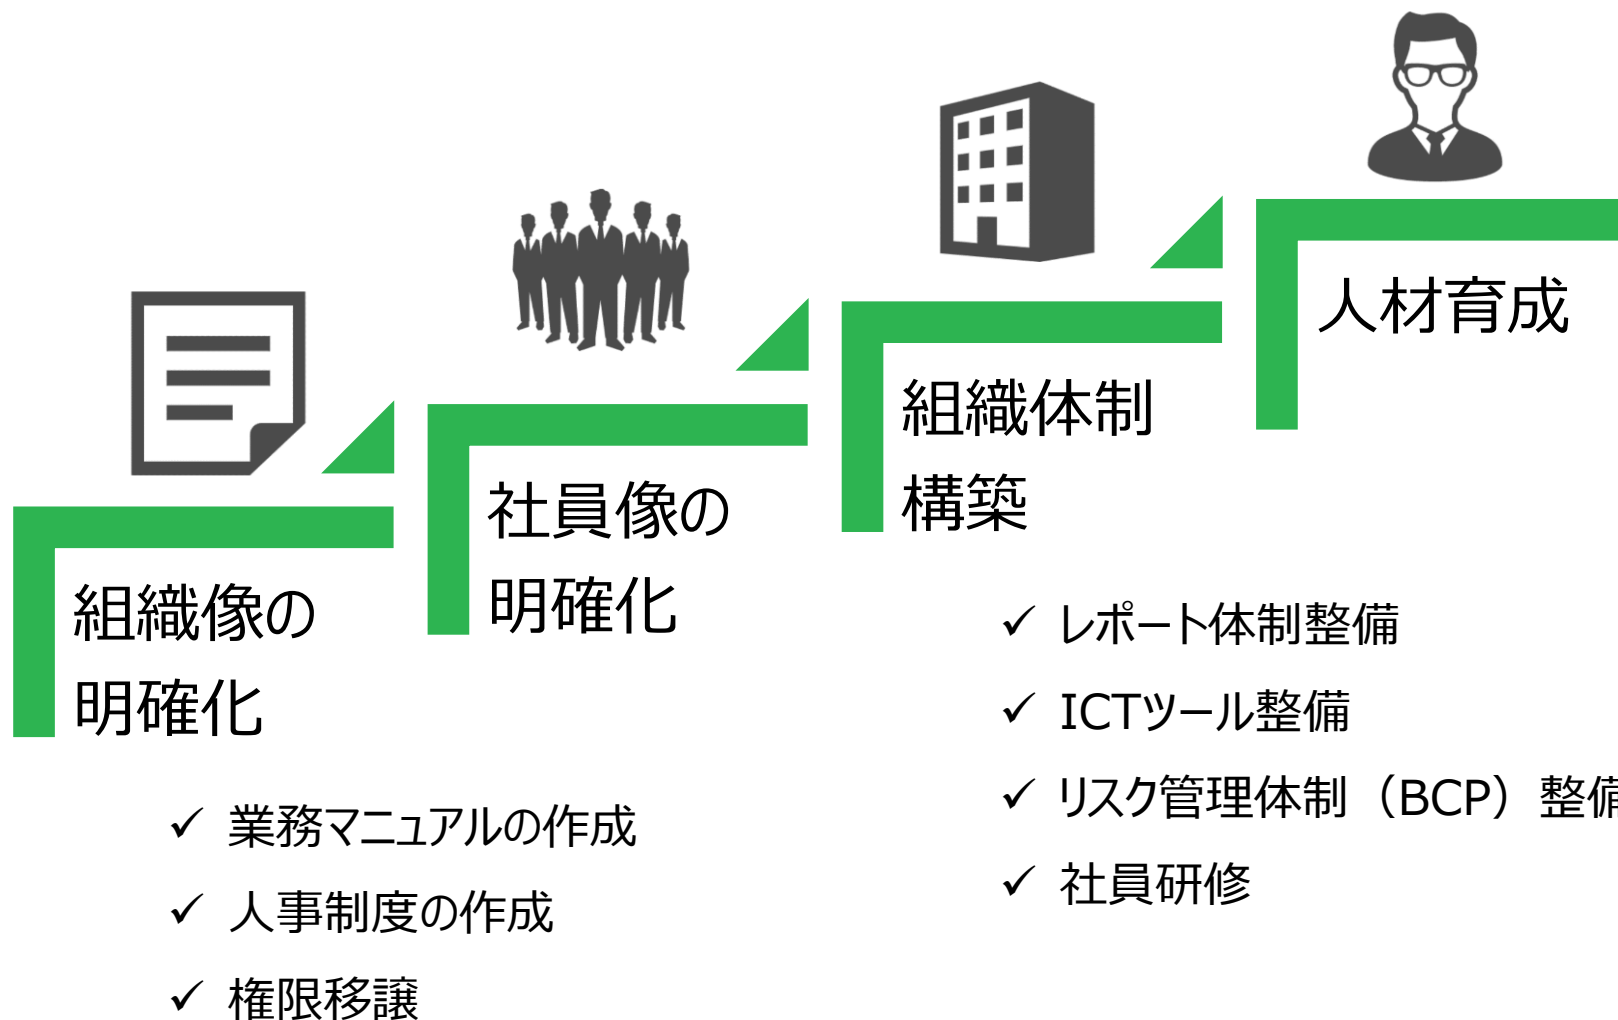 組織像の
明確化
業務マニュアルの作成
人事制度の作成
権限移譲
社員像の
明確化
組織体制
構築
レポート体制整備
ICTツール整備
リスク管理体制（BCP）整備
社員研修
人材育成